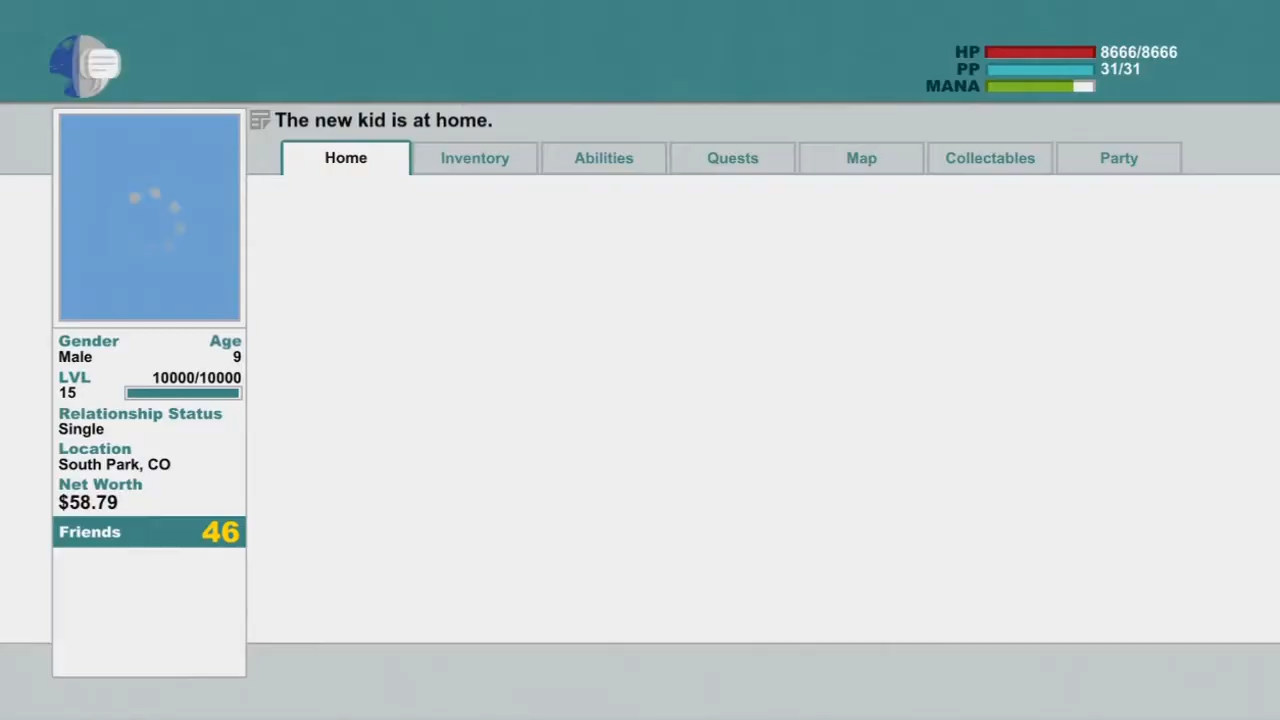 HP 8666/8666
PP 31/31
MANA
The new kid is at home.
Home Inventory Abilities Quests Map Collectables Party
Gender Age
Male 9
LVL 10000/10000
15
Relationship Status
Single
Location
South Park, CO
Net Worth
$58.79
Friends 46